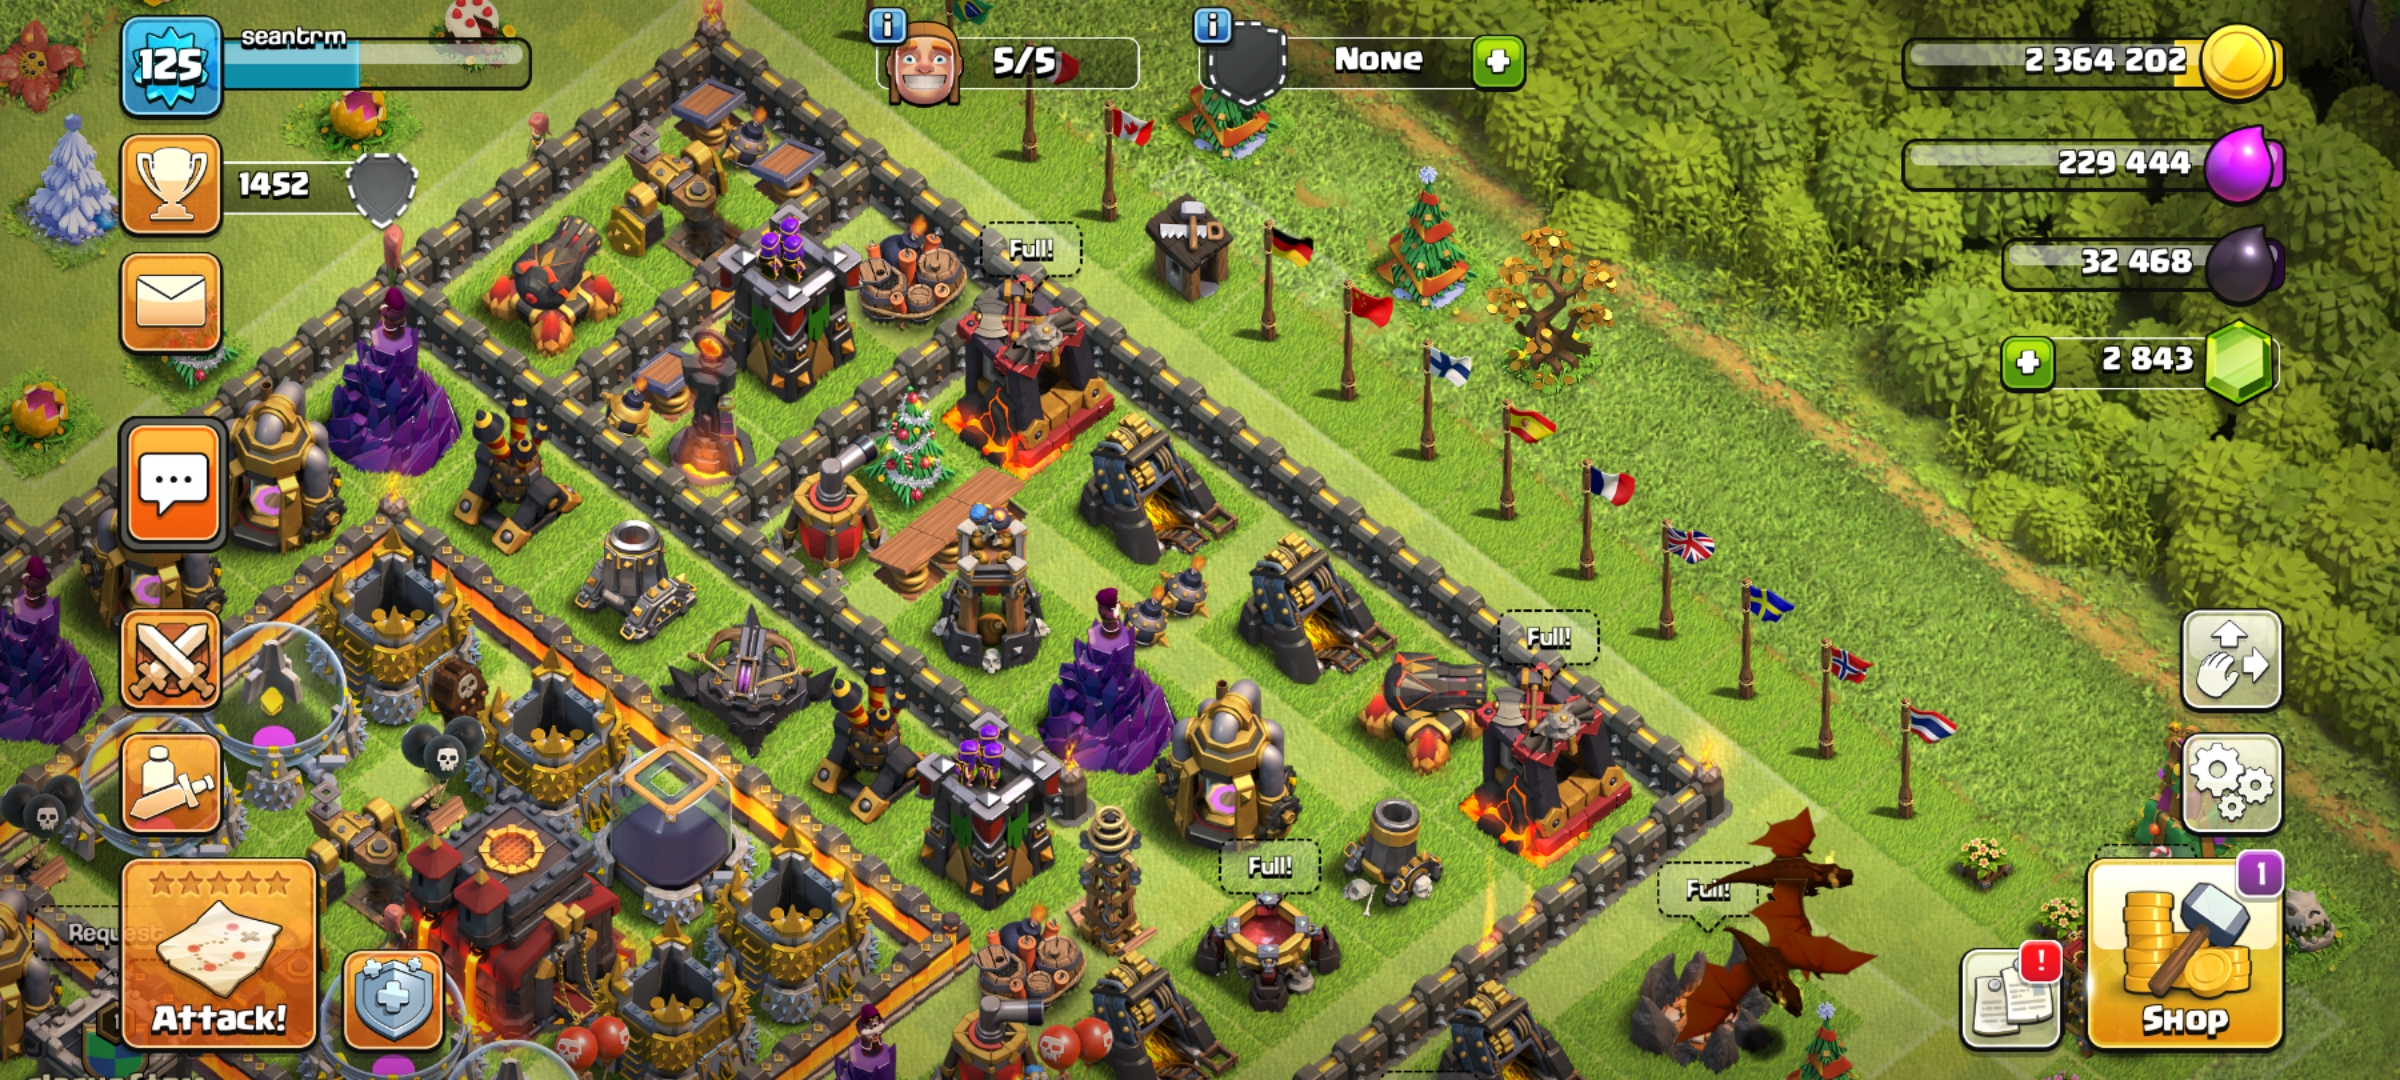 125
seantrm
5/5
None
2 364 202
1452
229 444
Full!
32 468
2 843
Full!
Full!
Full!
Request
Attack!
1
!
Shop